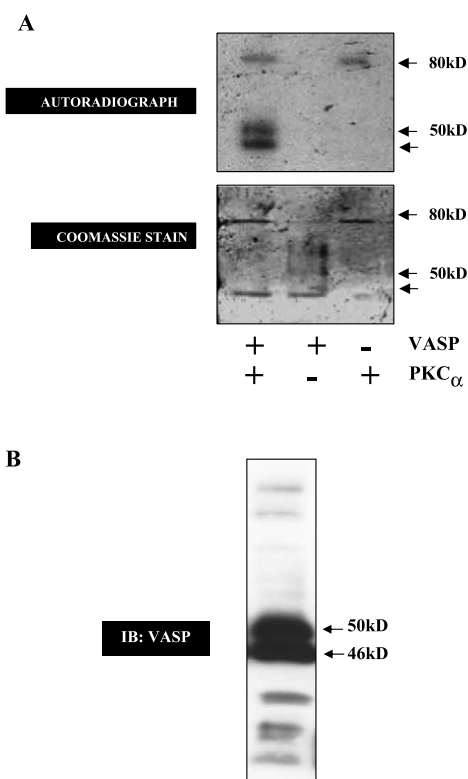 A
80kD
AUTORADIOGRAPH
50kD
80kD
COOMASSIE STAIN
50kD
+ + - VASP
+ - + PKCα
B
50kD
IB: VASP
46kD